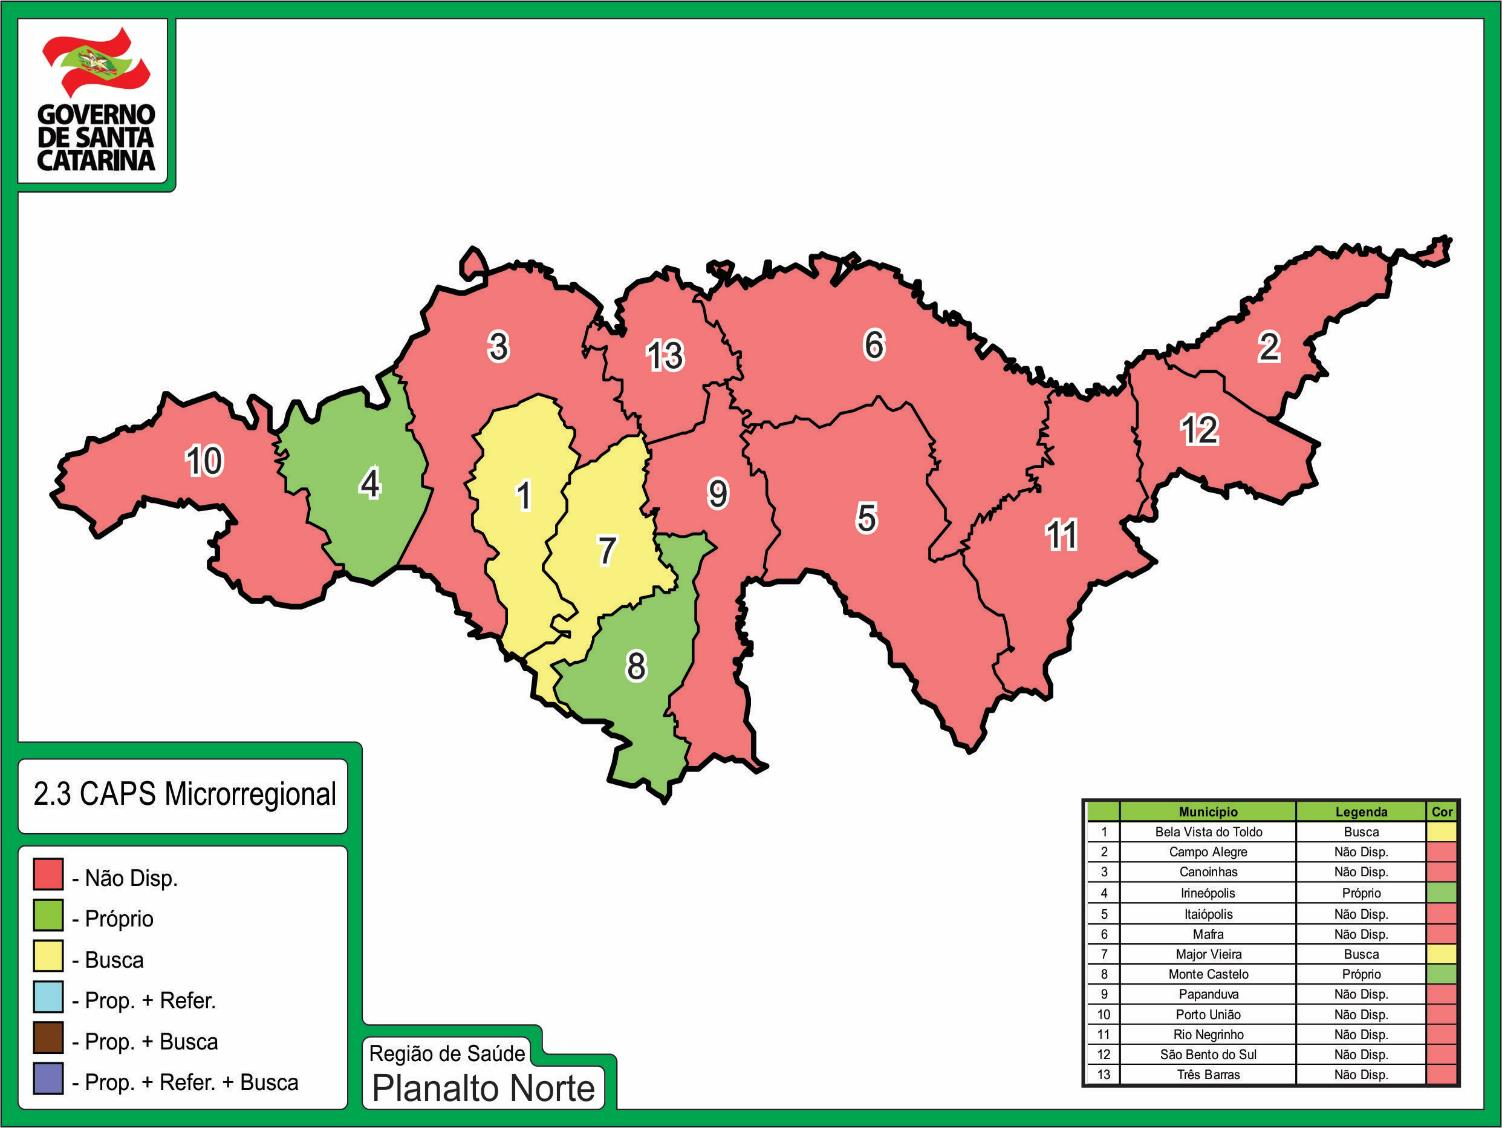 GOVERNO
DE SANTA
CATARINA
3
13
6
2
12
10
4
1
9
5
11
7
8
2.3 CAPS Microrregional
- Não Disp.
- Próprio
- Busca
- Prop. + Refer.
- Prop. + Busca
- Prop. + Refer. + Busca
Região de Saúde
Planalto Norte
Município Legenda Cor
1 Bela Vista do Toldo Busca
2 Campo Alegre Não Disp.
3 Canoinhas Não Disp.
4 Irineópolis Próprio
5 Itaiópolis Não Disp.
6 Mafra Não Disp.
7 Major Vieira Busca
8 Monte Castelo Próprio
9 Papanduva Não Disp.
10 Porto União Não Disp.
11 Rio Negrinho Não Disp.
12 São Bento do Sul Não Disp.
13 Três Barras Não Disp.